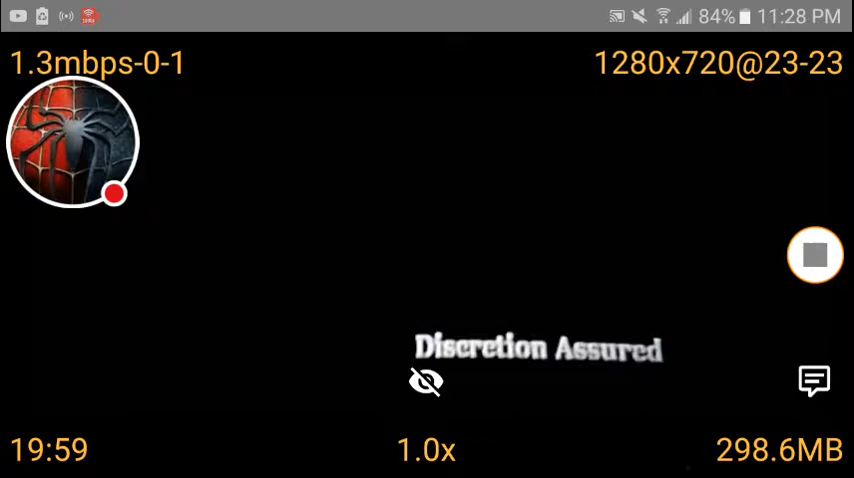 84% 11:28 PM
1.3mbps-0-1
1280x720@23-23
Discretion Assured
19:59
1.0x
298.6MB